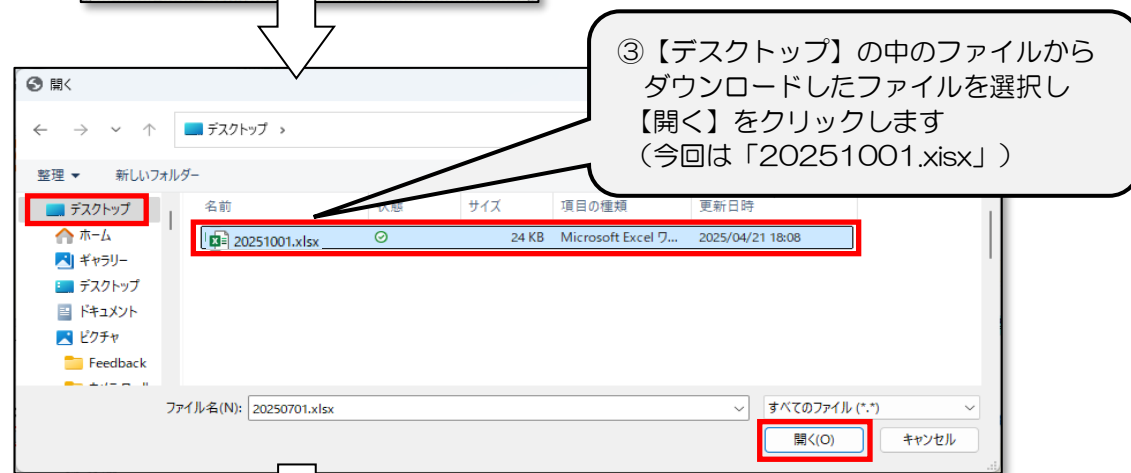 ③【デスクトップ】の中のファイルから
ダウンロードしたファイルを選択し
【開く】をクリックします
（今回は「20251001.xisx」）
開く
デスクトップ
整理 新しいフォルダー
名前 状態 サイズ 項目の種類 更新日時
デスクトップ
20251001.xlsx 24 KB Microsoft Excel ワ... 2025/04/21 18:08
ホーム
ギャラリー
デスクトップ
ドキュメント
ピクチャ
Feedback
ファイル名(N): 20250701.xlsx すべてのファイル (*.*)
開く(O) キャンセル